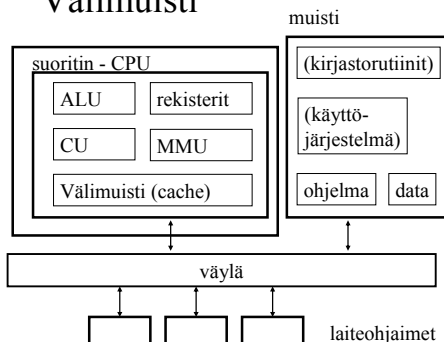 Välimuisti
muisti
suoritin - CPU
(kirjastorutiinit)
ALU
rekisterit
(käyttö-
järjestelmä)
CU
MMU
Välimuisti (cache)
ohjelma
data
väylä
laiteohjaimet